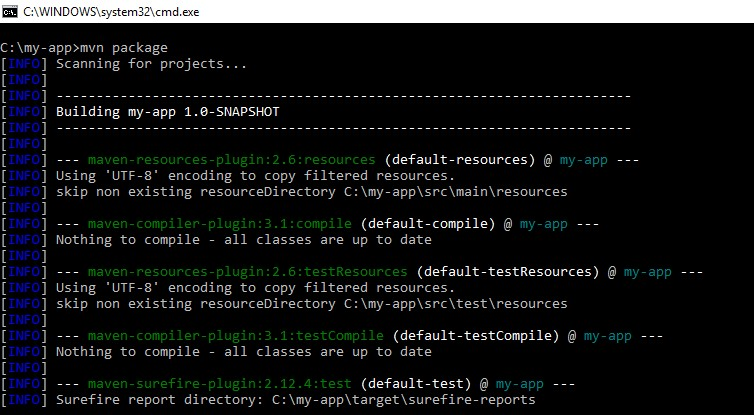 C:\WINDOWS\system32\cmd.exe
C:\my-app>mvn package
[INFO] Scanning for projects...
[INFO]
[INFO] ------------------------------------------------------------------------
[INFO] Building my-app 1.0-SNAPSHOT
[INFO] ------------------------------------------------------------------------
[INFO]
[INFO] --- maven-resources-plugin:2.6:resources (default-resources) @ my-app ---
[INFO] Using 'UTF-8' encoding to copy filtered resources.
[INFO] skip non existing resourceDirectory C:\my-app\src\main\resources
[INFO]
[INFO] --- maven-compiler-plugin:3.1:compile (default-compile) @ my-app ---
[INFO] Nothing to compile - all classes are up to date
[INFO]
[INFO] --- maven-resources-plugin:2.6:testResources (default-testResources) @ my-app ---
[INFO] Using 'UTF-8' encoding to copy filtered resources.
[INFO] skip non existing resourceDirectory C:\my-app\src\test\resources
[INFO]
[INFO] --- maven-compiler-plugin:3.1:testCompile (default-testCompile) @ my-app ---
[INFO] Nothing to compile - all classes are up to date
[INFO]
[INFO] --- maven-surefire-plugin:2.12.4:test (default-test) @ my-app ---
[INFO] Surefire report directory: C:\my-app\target\surefire-reports